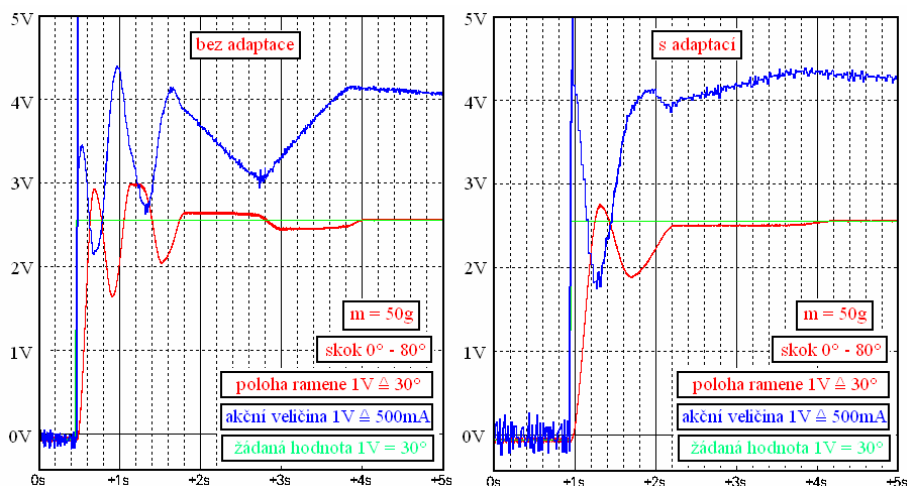 5V
4V
3V
2V
1V
0V
bez adaptace
m = 50g
skok 0° - 80°
poloha ramene 1V ≙ 30°
akční veličina 1V ≙ 500mA
žádaná hodnota 1V = 30°
0s
+1s
+2s
+3s
+4s
+5s
5V
4V
3V
2V
1V
0V
s adaptací
m = 50g
skok 0° - 80°
poloha ramene 1V ≙ 30°
akční veličina 1V ≙ 500mA
žádaná hodnota 1V = 30°
0s
+1s
+2s
+3s
+4s
+5s